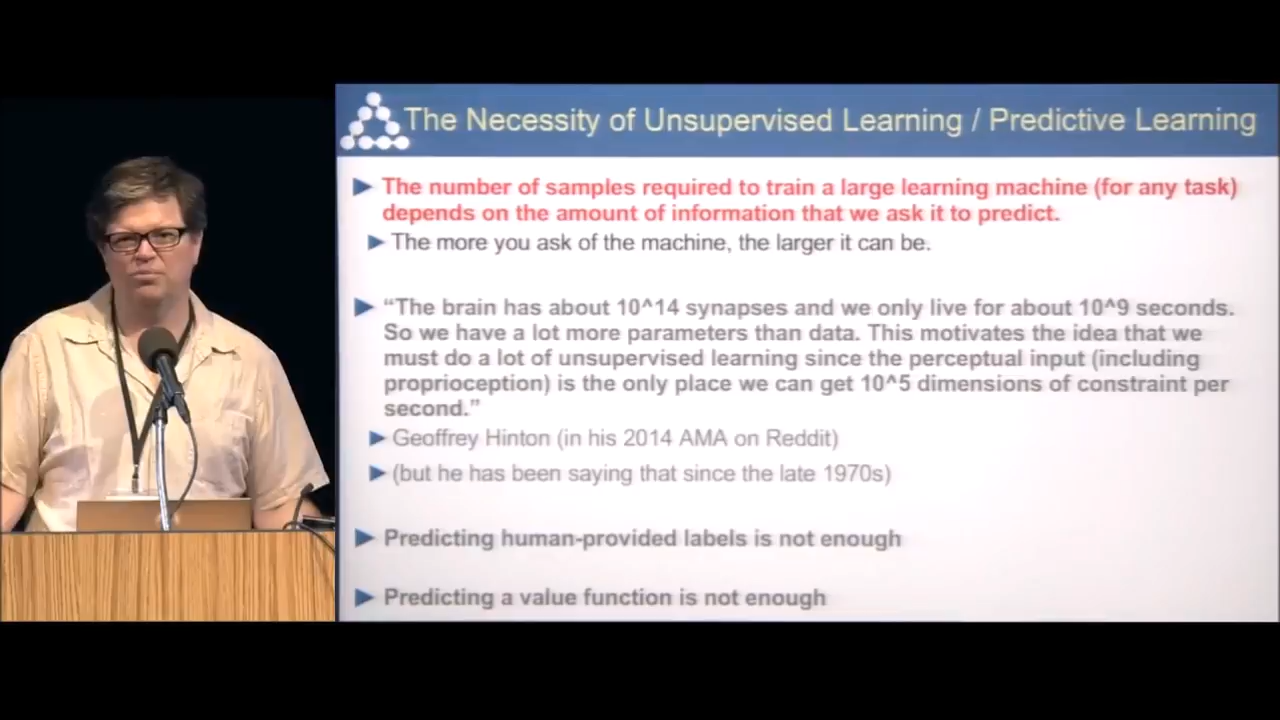 The Necessity of Unsupervised Learning / Predictive Learning
The number of samples required to train a large learning machine (for any task)
depends on the amount of information that we ask it to predict.
The more you ask of the machine, the larger it can be.
“The brain has about 10^14 synapses and we only live for about 10^9 seconds.
So we have a lot more parameters than data. This motivates the idea that we
must do a lot of unsupervised learning since the perceptual input (including
proprioception) is the only place we can get 10^5 dimensions of constraint per
second.”
Geoffrey Hinton (in his 2014 AMA on Reddit)
(but he has been saying that since the late 1970s)
Predicting human-provided labels is not enough
Predicting a value function is not enough